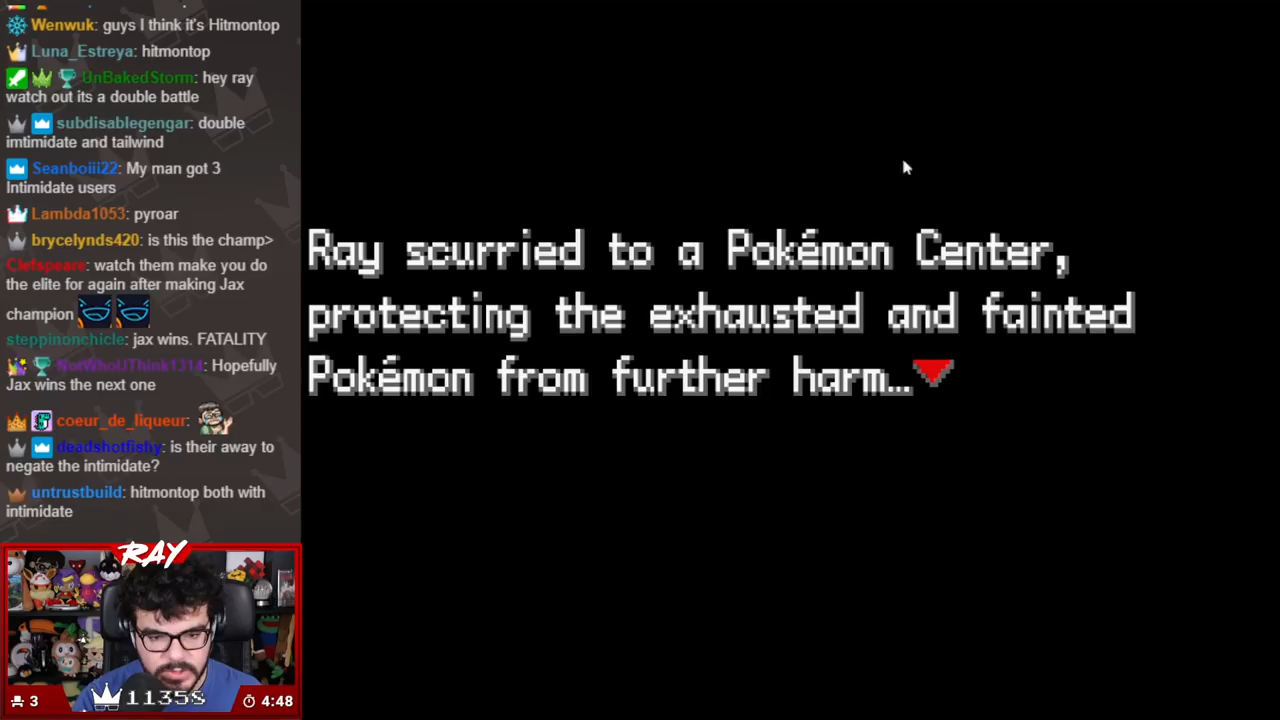 Wenwuk: guys I think it's Hitmontop
Luna_Estreya: hitmontop
UnBakedStorm: hey ray
watch out its a double battle
subdisablegengar: double
imtimidate and tailwind
Seanboiii22: My man got 3
Intimidate users
Lambda1053: pyroar
brycelynds420: is this the champ>
Clefspeare: watch them make you do
the elite for again after making Jax
champion
steppinonchicle: jax wins. FATALITY
NotWhoUThink1314: Hopefully
Jax wins the next one
coeur_de_liqueur:
deadshotfishy: is their away to
negate the intimidate?
untrustbuild: hitmontop both with
intimidate
RAY
3
11358
4:48
Ray scurried to a Pokémon Center,
protecting the exhausted and fainted
Pokémon from further harm…